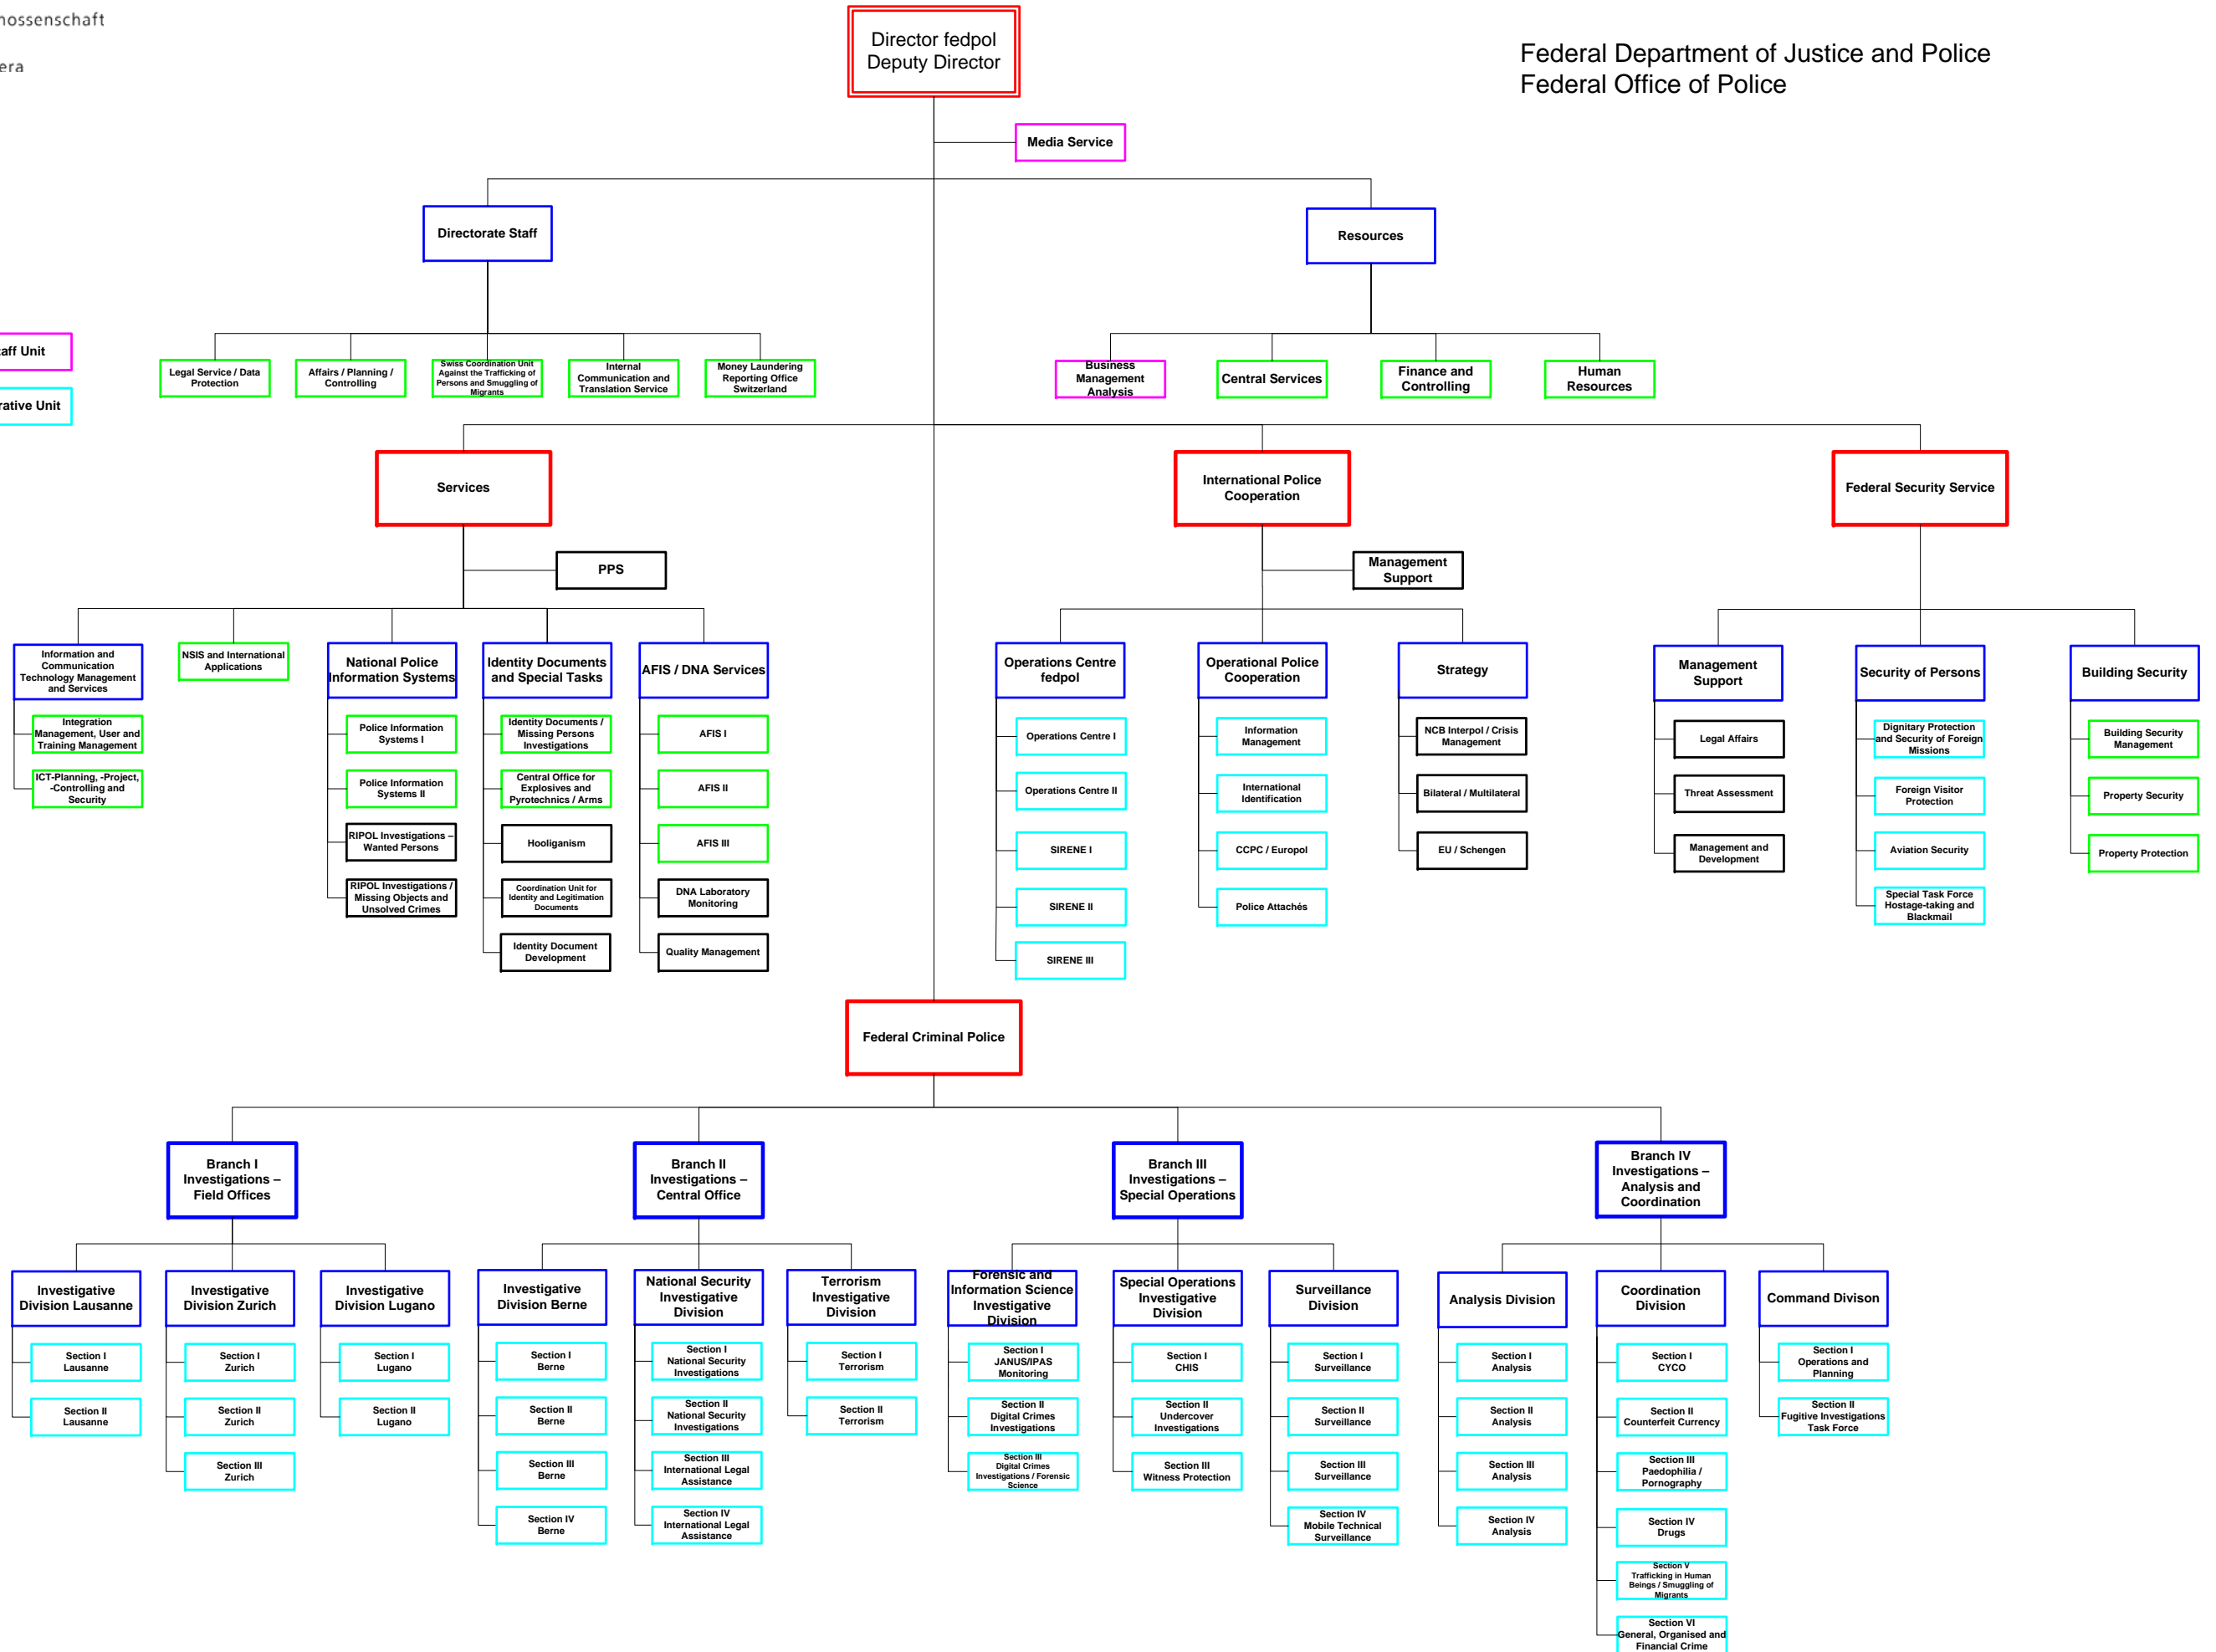 Director fedpol
Deputy Director
Federal Department of Justice and Police
Federal Office of Police
Media Service
Directorate Staff
Resources
Unit
Unit
Legal Service / Data
Protection
Affairs / Planning /
Controlling
Swiss Coordination Unit
Against the Trafficking of
Persons and Smuggling of
Migrants
Internal
Communication and
Translation Service
Money Laundering
Reporting Office
Switzerland
Business
Management
Analysis
Central Services
Finance and
Controlling
Human
Resources
Services
International Police
Cooperation
Federal Security Service
PPS
Management
Support
Information and
Communication
Technology Management
and Services
NSIS and International
Applications
National Police
Information Systems
Identity Documents
and Special Tasks
AFIS / DNA Services
Operations Centre
fedpol
Operational Police
Cooperation
Strategy
Management
Support
Security of Persons
Building Security
Integration
Management, User and
Training Management
ICT-Planning, -Project,
-Controlling and
Security
Police Information
Systems I
Police Information
Systems II
RIPOL Investigations –
Wanted Persons
RIPOL Investigations /
Missing Objects and
Unsolved Crimes
Identity Documents /
Missing Persons
Investigations
Central Office for
Explosives and
Pyrotechnics / Arms
Hooliganism
Coordination Unit for
Identity and Legitimation
Documents
Identity Document
Development
AFIS I
AFIS II
AFIS III
DNA Laboratory
Monitoring
Quality Management
Operations Centre I
Operations Centre II
SIRENE I
SIRENE II
SIRENE III
Information
Management
International
Identification
CCPC / Europol
Police Attachés
NCB Interpol / Crisis
Management
Bilateral / Multilateral
EU / Schengen
Legal Affairs
Threat Assessment
Management and
Development
Dignitary Protection
and Security of Foreign
Missions
Foreign Visitor
Protection
Aviation Security
Special Task Force
Hostage-taking and
Blackmail
Building Security
Management
Property Security
Property Protection
Federal Criminal Police
Branch I
Investigations –
Field Offices
Branch II
Investigations –
Central Office
Branch III
Investigations –
Special Operations
Branch IV
Investigations –
Analysis and
Coordination
Investigative
Division Lausanne
Investigative
Division Zurich
Investigative
Division Lugano
Investigative
Division Berne
National Security
Investigative
Division
Terrorism
Investigative
Division
Forensic and
Information Science
Investigative
Division
Special Operations
Investigative
Division
Surveillance
Division
Analysis Division
Coordination
Division
Command Divison
Section I
Lausanne
Section II
Lausanne
Section I
Zurich
Section II
Zurich
Section III
Zurich
Section I
Lugano
Section II
Lugano
Section I
Berne
Section II
Berne
Section III
Berne
Section IV
Berne
Section I
National Security
Investigations
Section II
National Security
Investigations
Section III
International Legal
Assistance
Section IV
International Legal
Assistance
Section I
Terrorism
Section II
Terrorism
Section I
JANUS/IPAS
Monitoring
Section II
Digital Crimes
Investigations
Section III
Digital Crimes
Investigations / Forensic
Science
Section I
CHIS
Section II
Undercover
Investigations
Section III
Witness Protection
Section I
Surveillance
Section II
Surveillance
Section III
Surveillance
Section IV
Mobile Technical
Surveillance
Section I
Analysis
Section II
Analysis
Section III
Analysis
Section IV
Analysis
Section I
CYCO
Section II
Counterfeit Currency
Section III
Paedophilia /
Pornography
Section IV
Drugs
Section V
Trafficking in Human
Beings / Smuggling of
Migrants
Section VI
General, Organised and
Financial Crime
Section I
Operations and
Planning
Section II
Fugitive Investigations
Task Force